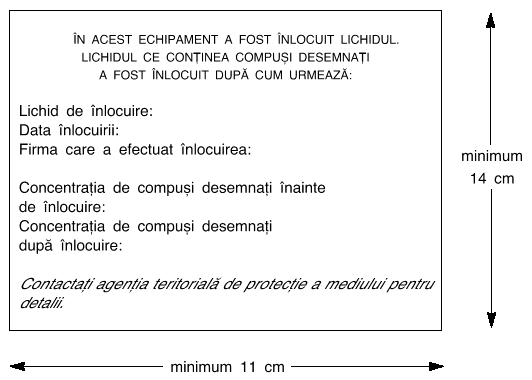 ÎN ACEST ECHIPAMENT A FOST ÎNLOCUIT LICHIDUL.
LICHIDUL CE CONȚINEA COMPUȘI DESEMNAȚI
A FOST ÎNLOCUIT DUPĂ CUM URMEAZĂ:
Lichid de înlocuire:
Data înlocuirii:
Firma care a efectuat înlocuirea:
Concentrația de compuși desemnați înainte
de înlocuire:
Concentrația de compuși desemnați
după înlocuire:
Contactați agenția teritorială de protecție a mediului pentru
detalii.
minimum
14 cm
minimum 11 cm